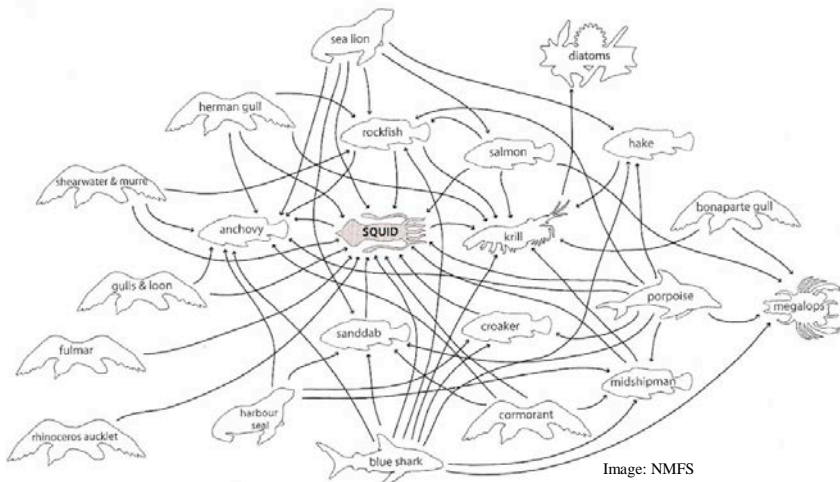 sea lion
diatoms
herman gull
rockfish
salmon
hake
shearwater & murre
bonaparte gull
anchovy
SQUID
krill
gulls & loon
porpoise
megalops
sanddab
croaker
fulmar
midshipman
harbour
seal
cormorant
rhinoceros aucklet
blue shark
Image: NMFS